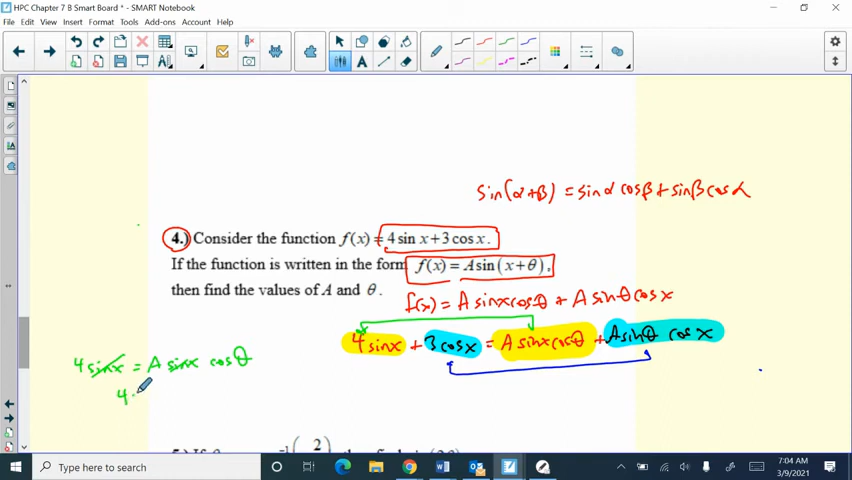 HPC Chapter 7 B Smart Board * - SMART Notebook
File Edit View Insert Format Tools Add-ons Account Help
sin(α+β) = sinα cosβ + sinβ cosα
4.) Consider the function f(x) = 4 sin x + 3 cos x.
If the function is written in the form f(x) = A sin (x + θ),
then find the values of A and θ.
f(x) = A sinx cosθ + A sinθ cosx
4 sinx + 3 cosx = A sinx cosθ + A sinθ cosx
4 sinx = A sinx cosθ
4
Type here to search
7:04 AM
3/9/2021